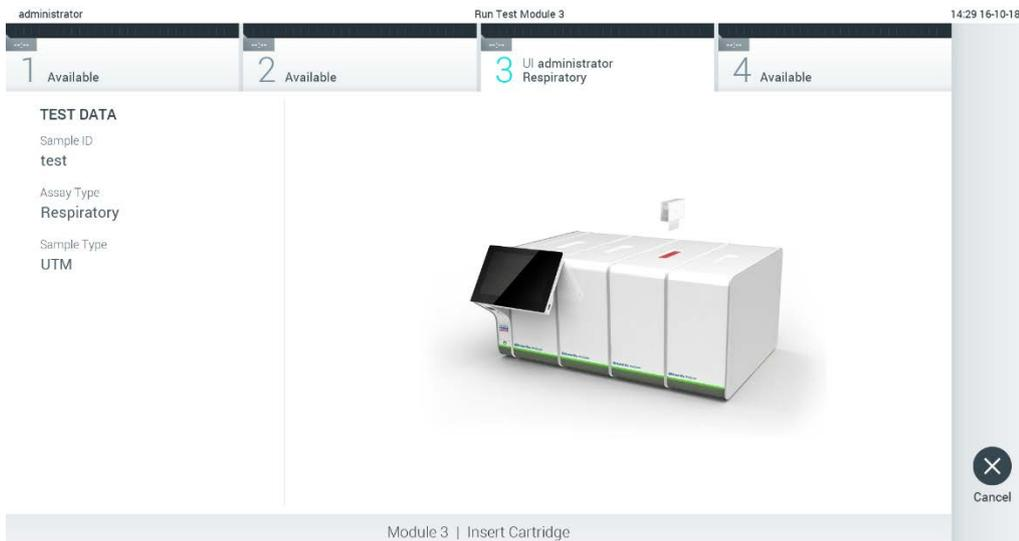 administrator
Run Test Module 3
14:29 16-10-18
--:--
--:--
--:--
--:--
1 Available
2 Available
3 UI administrator
Respiratory
4 Available
TEST DATA
Sample ID
test
Assay Type
Respiratory
Sample Type
UTM
Cancel
Module 3 | Insert Cartridge